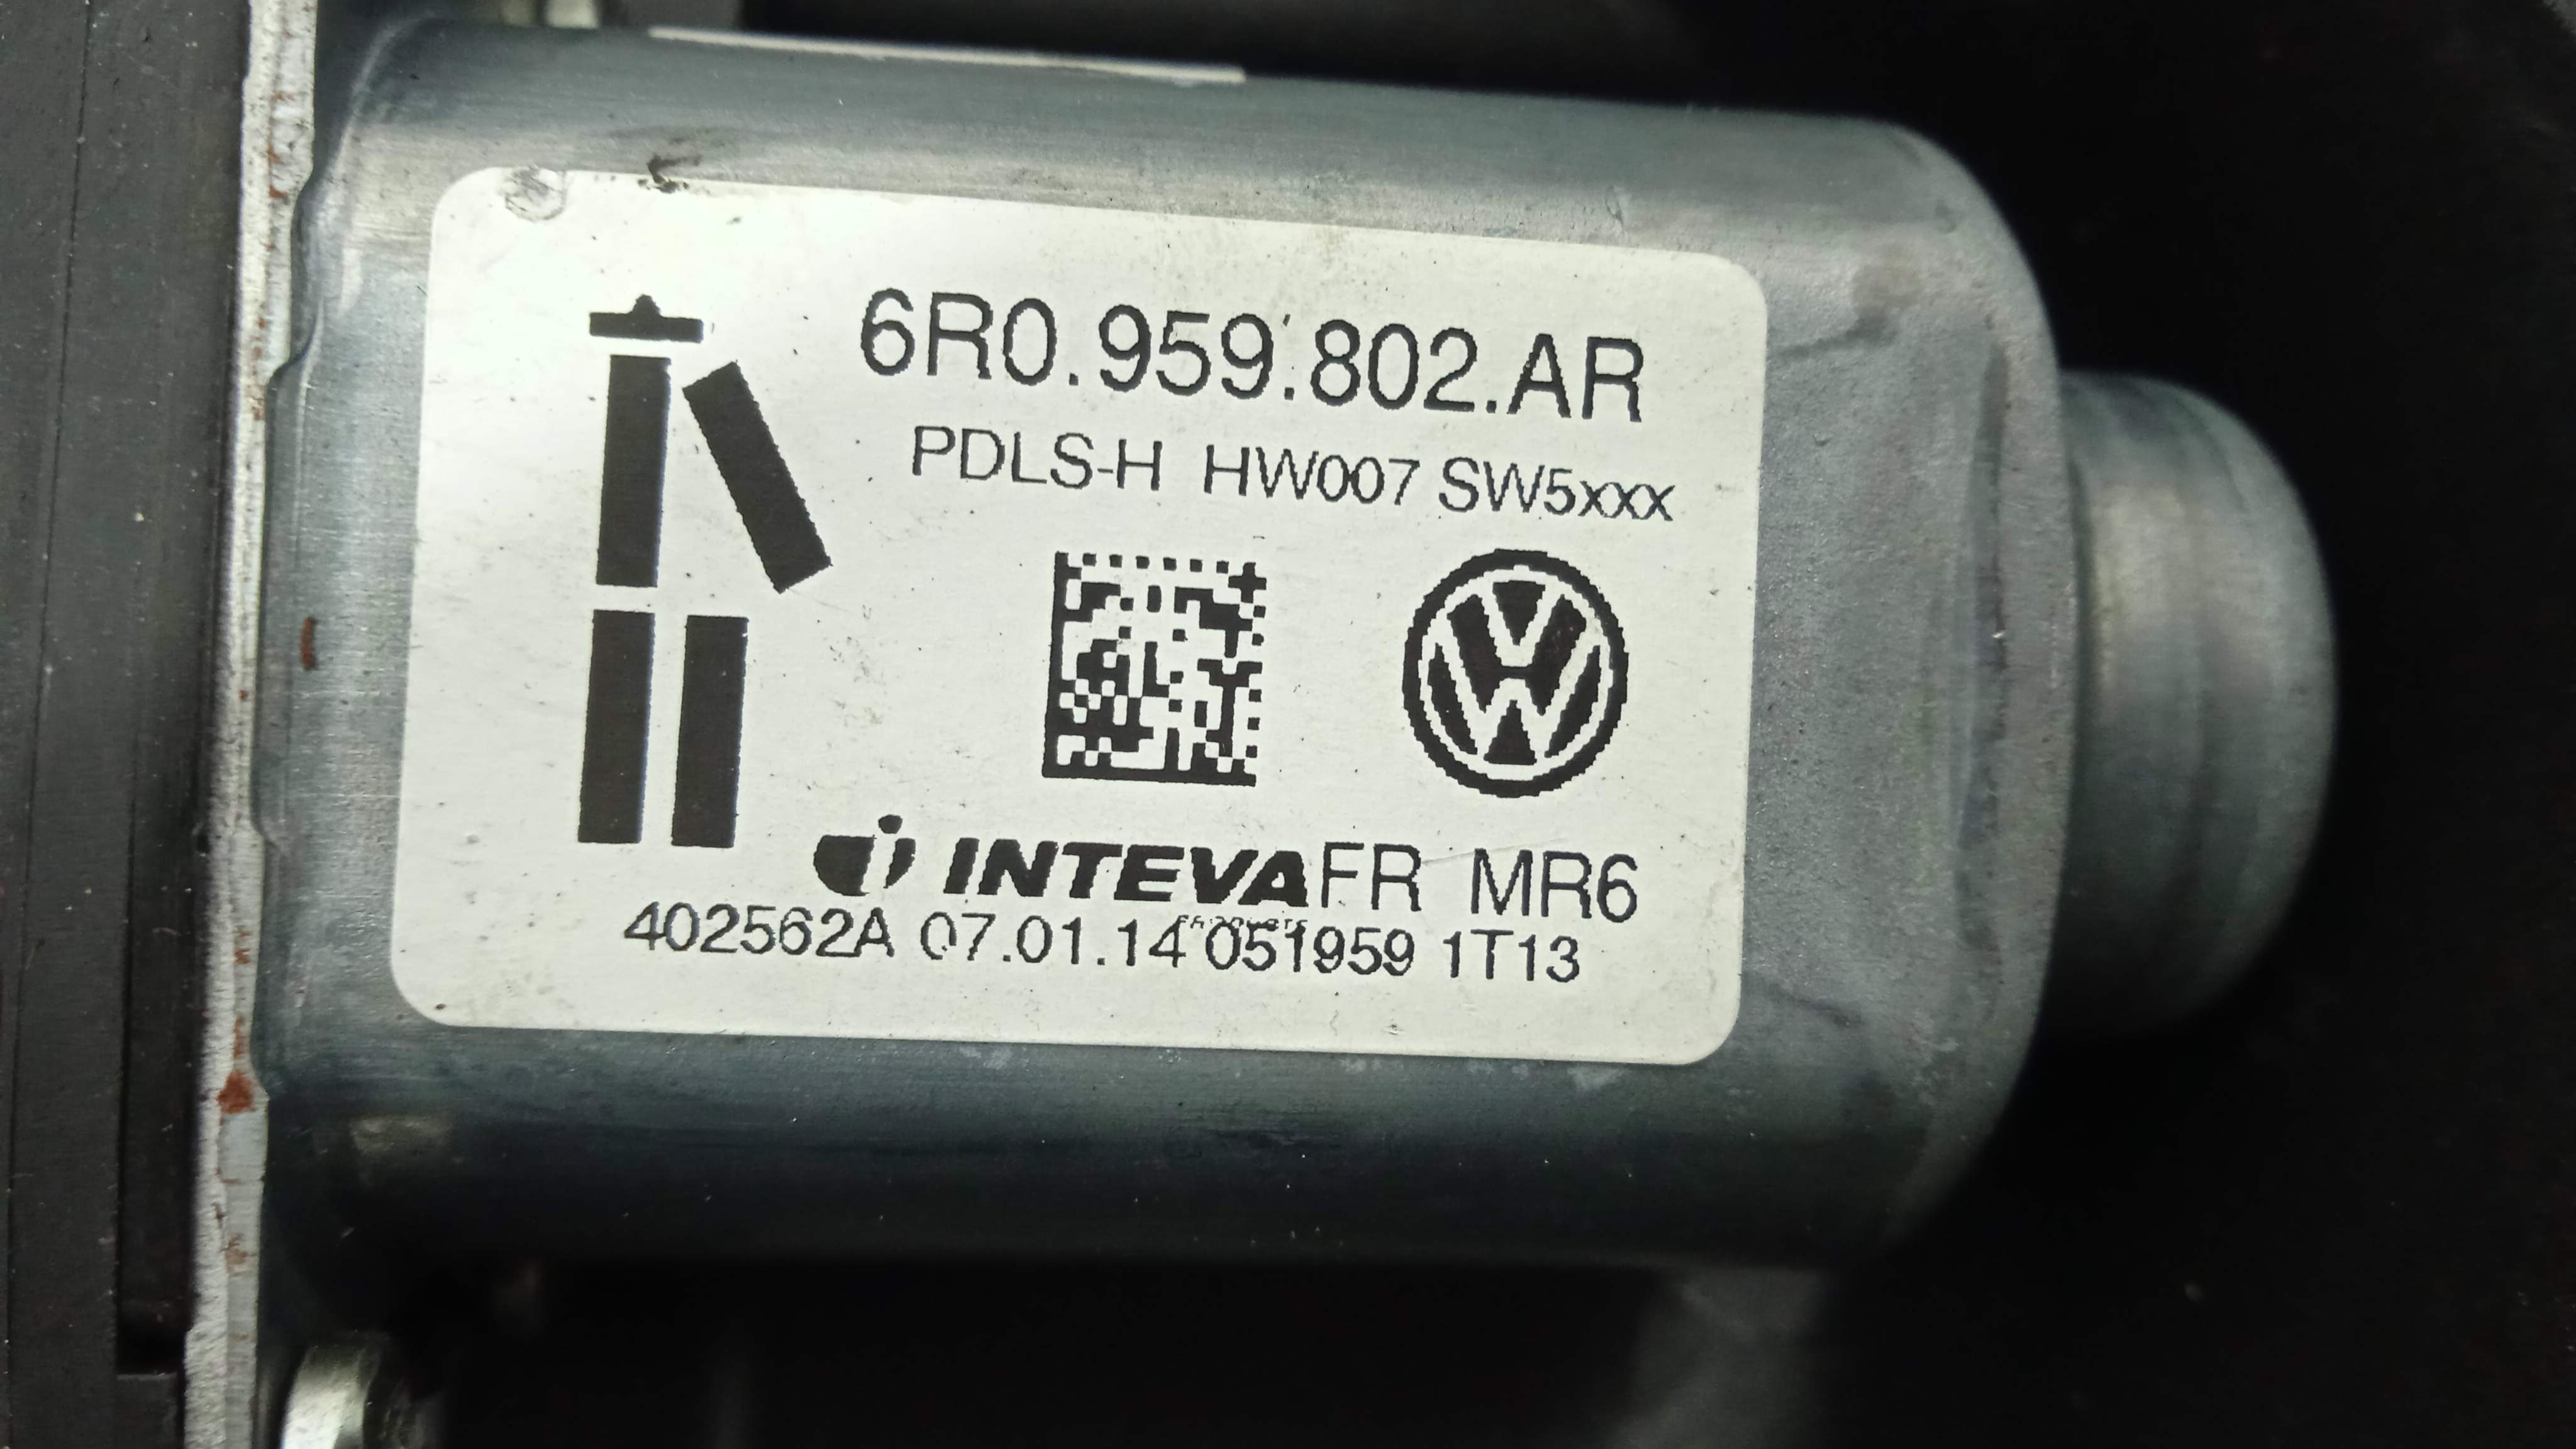 6R0.959.802.AR
PDLS-H HW007 SW5xxx
INTEVA FR MR6
402562A 07.01.14 051959 1T13